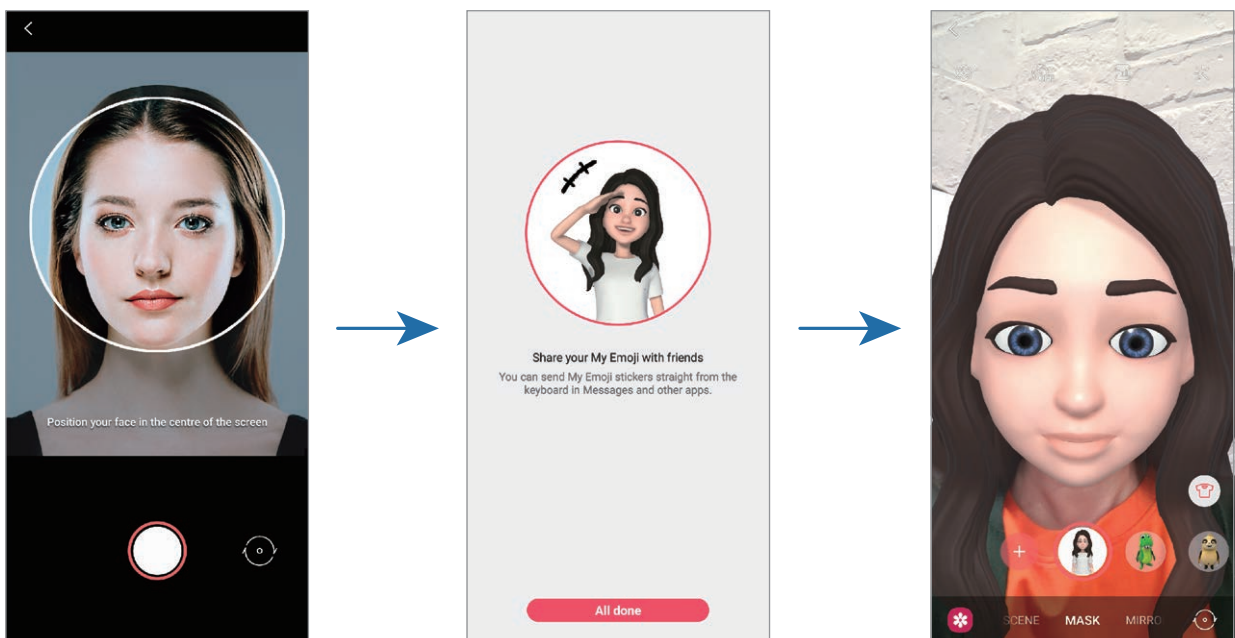 Position your face in the centre of the screen
Share your My Emoji with friends
You can send My Emoji stickers straight from the
keyboard in Messages and other apps.
All done
SCENE MASK MIRRO